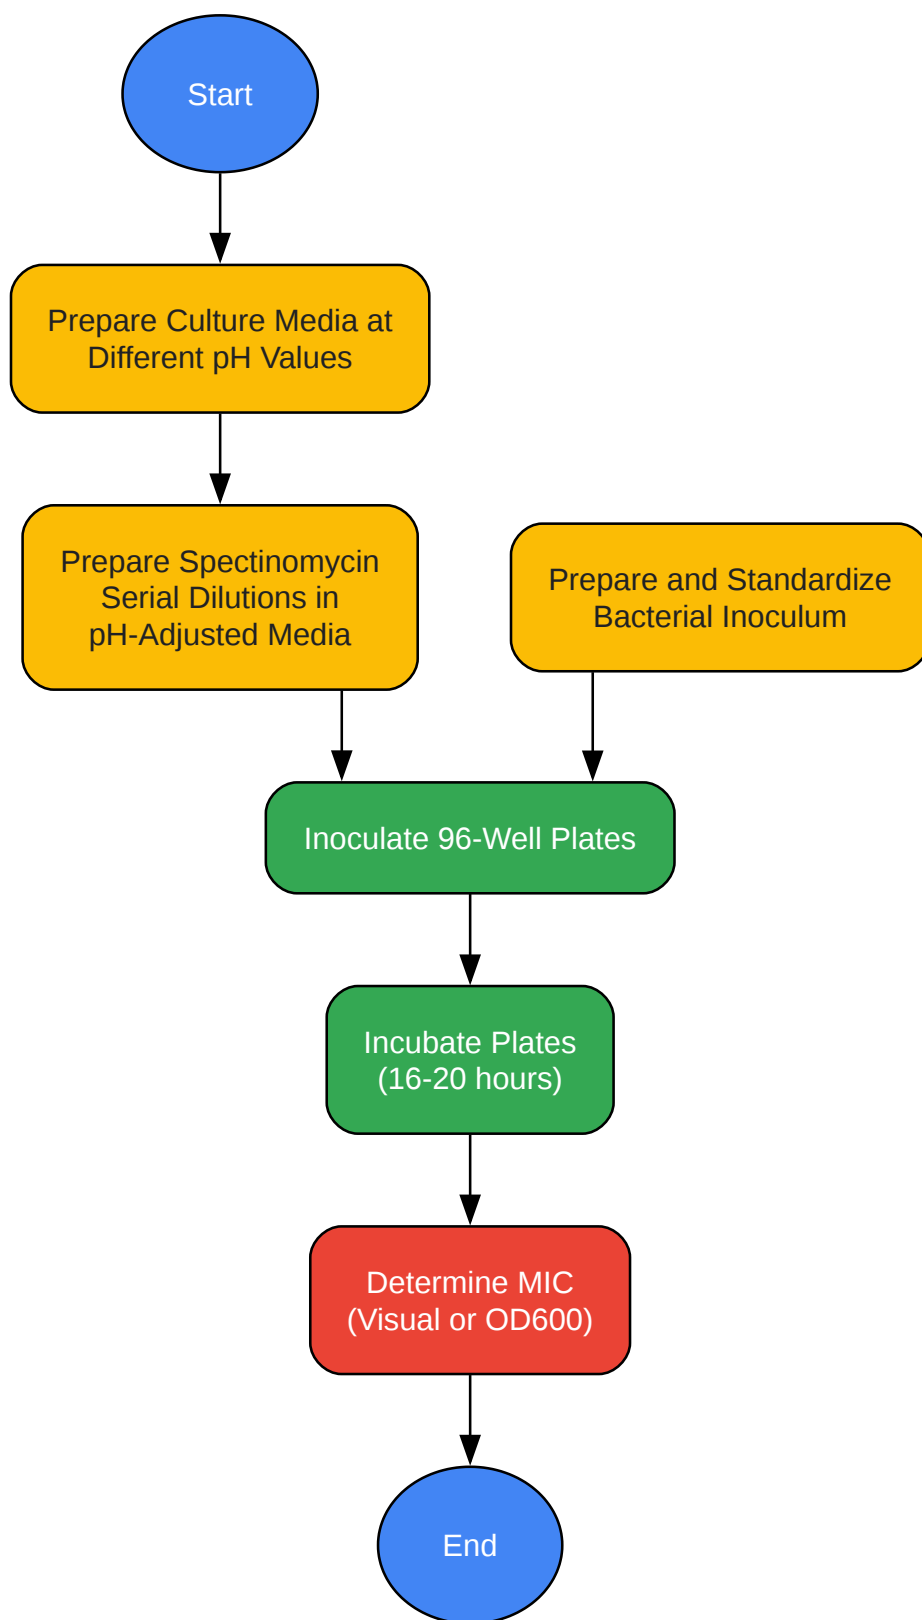 Start
Prepare Culture Media at
Different pH Values
Prepare Spectinomycin
Serial Dilutions in
pH-Adjusted Media
Prepare and Standardize
Bacterial Inoculum
Inoculate 96-Well Plates
Incubate Plates
(16-20 hours)
Determine MIC
(Visual or OD600)
End